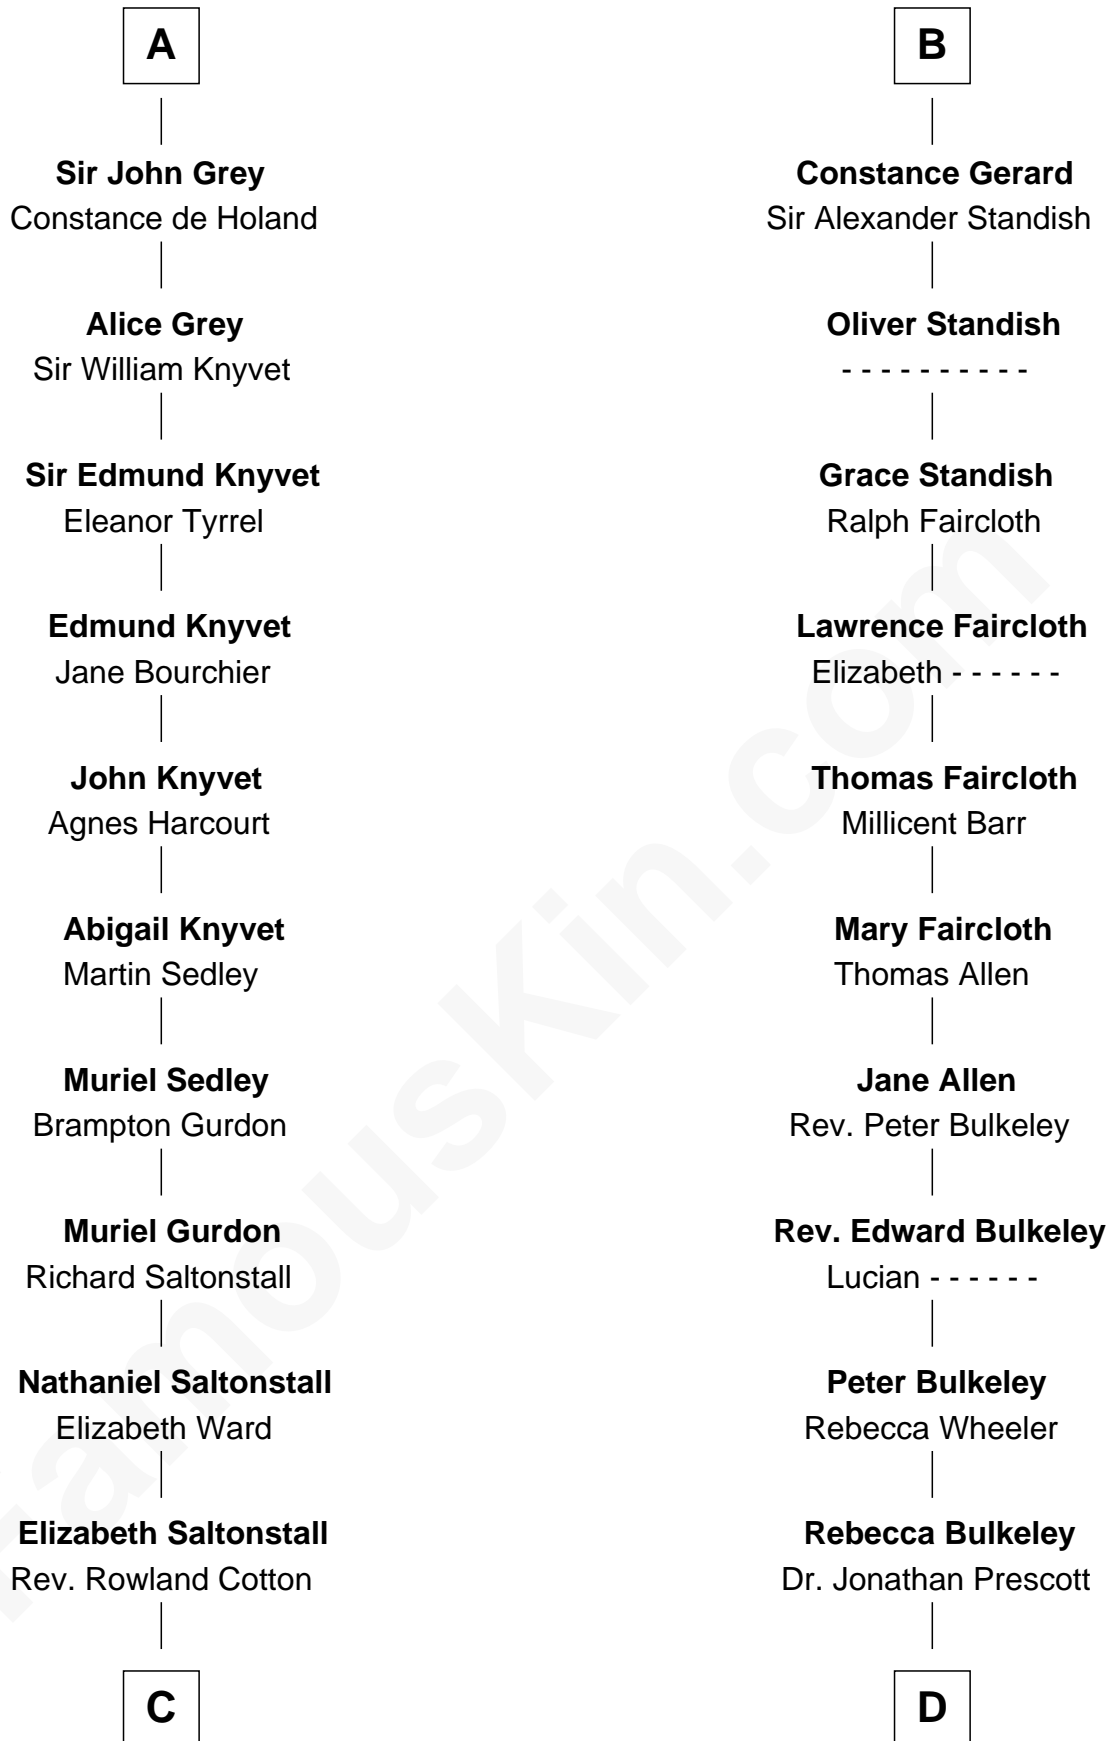 A
Sir John Grey
Constance de Holand
Alice Grey
Sir William Knyvet
Sir Edmund Knyvet
Eleanor Tyrrel
Edmund Knyvet
Jane Bourchier
John Knyvet
Agnes Harcourt
Abigail Knyvet
Martin Sedley
Muriel Sedley
Brampton Gurdon
Muriel Gurdon
Richard Saltonstall
Nathaniel Saltonstall
Elizabeth Ward
Elizabeth Saltonstall
Rev. Rowland Cotton
C
B
Constance Gerard
Sir Alexander Standish
Oliver Standish
- - - - - - - - - -
Grace Standish
Ralph Faircloth
Lawrence Faircloth
Elizabeth - - - - - -
Thomas Faircloth
Millicent Barr
Mary Faircloth
Thomas Allen
Jane Allen
Rev. Peter Bulkeley
Rev. Edward Bulkeley
Lucian - - - - - -
Peter Bulkeley
Rebecca Wheeler
Rebecca Bulkeley
Dr. Jonathan Prescott
D
FamousKin.com